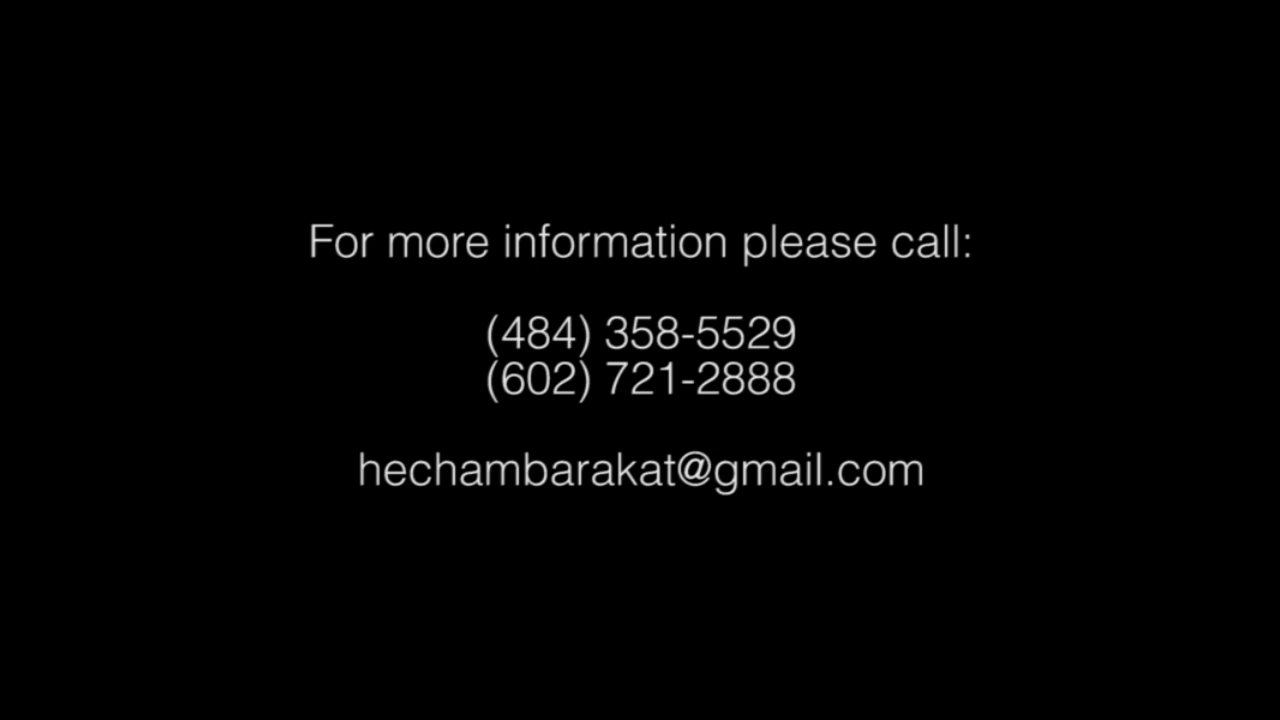 For more information please call:
(484) 358-5529
(602) 721-2888
hechambarakat@gmail.com